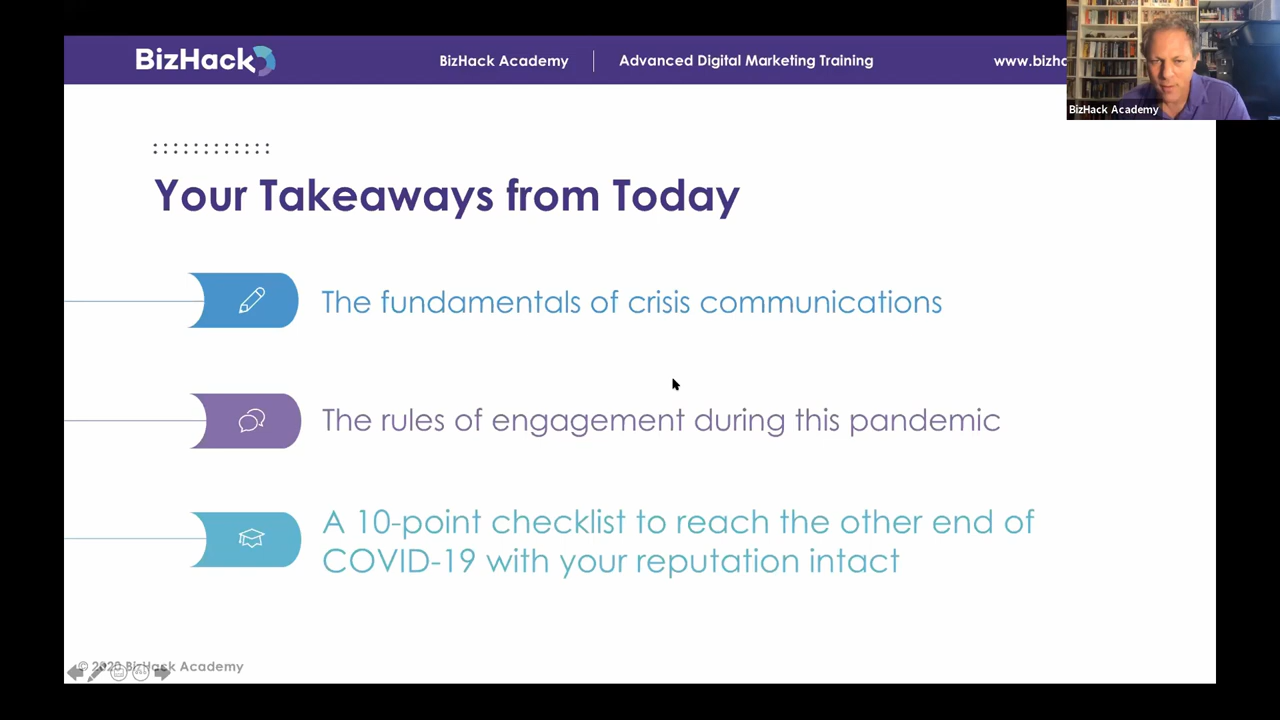 BizHack
BizHack Academy
Advanced Digital Marketing Training
BizHack Academy
Your Takeaways from Today
The fundamentals of crisis communications
The rules of engagement during this pandemic
A 10-point checklist to reach the other end of
COVID-19 with your reputation intact
© 2020 BizHack Academy